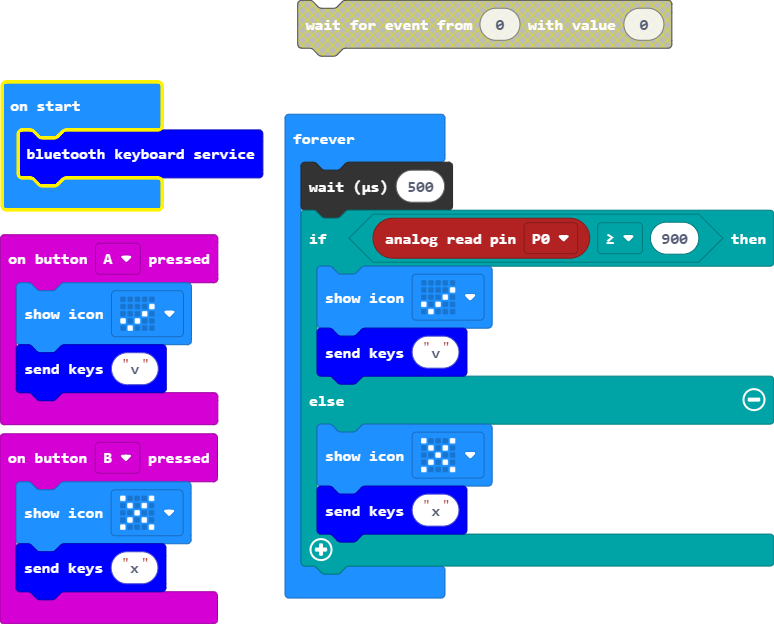 wait for event from 0 with value 0
on start
bluetooth keyboard service
on button A pressed
show icon
send keys "v"
on button B pressed
show icon
send keys "x"
forever
wait (µs) 500
if analog read pin P0 ≥ 900 then
show icon
send keys "v"
else
show icon
send keys "x"